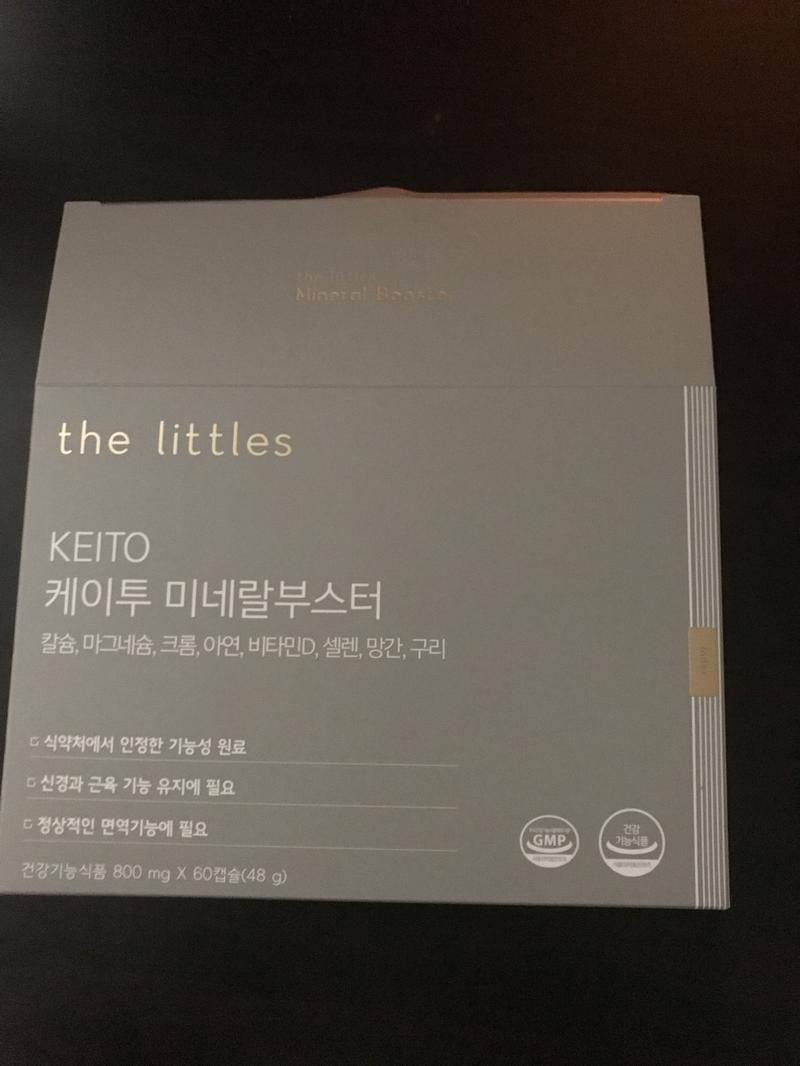 the littles
Mineral Booster
the littles
KEITO
케이투 미네랄부스터
칼슘, 마그네슘, 크롬, 아연, 비타민D, 셀렌, 망간, 구리
식약처에서 인정한 기능성 원료
신경과 근육 기능 유지에 필요
정상적인 면역기능에 필요
건강기능식품 800 mg X 60캡슐(48 g)
GMP
건강
기능식품